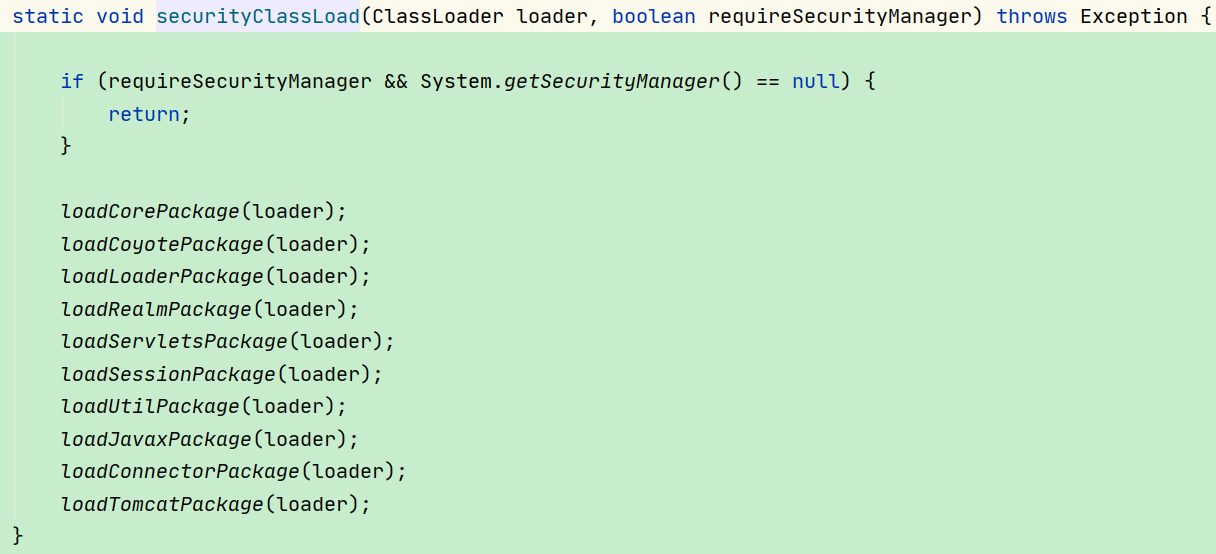 static void securityClassLoad(ClassLoader loader, boolean requireSecurityManager) throws Exception {
if (requireSecurityManager && System.getSecurityManager() == null) {
return;
}
loadCorePackage(loader);
loadCoyotePackage(loader);
loadLoaderPackage(loader);
loadRealmPackage(loader);
loadServletsPackage(loader);
loadSessionPackage(loader);
loadUtilPackage(loader);
loadJavaxPackage(loader);
loadConnectorPackage(loader);
loadTomcatPackage(loader);
}